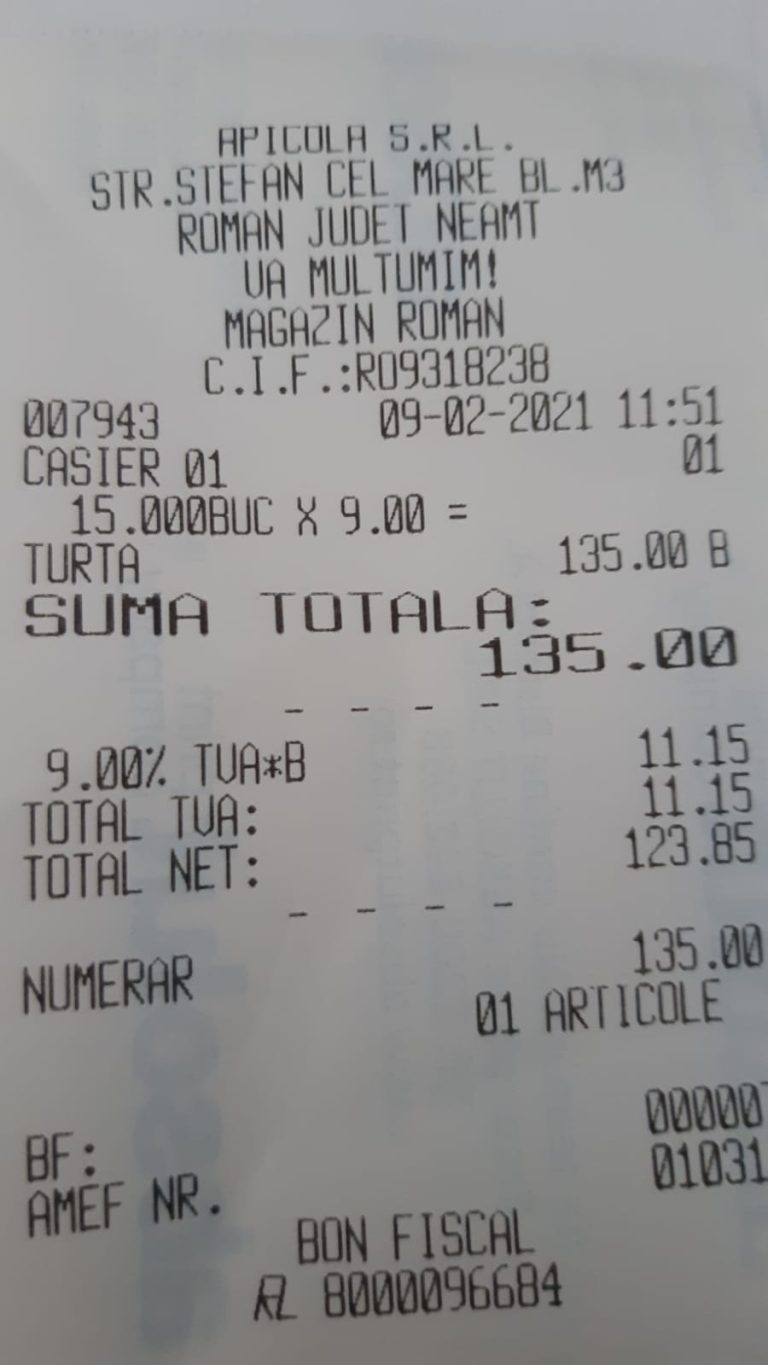 APICOLA S.R.L.
STR.STEFAN CEL MARE BL.M3
ROMAN JUDET NEAMT
VA MULTUMIM!
MAGAZIN ROMAN
C.I.F.:RO9318238
007943 09-02-2021 11:51
CASIER 01 01
15.000BUC X 9.00 =
TURTA 135.00 B
SUMA TOTALA:
135.00
- - - -
9.00% TVA*B 11.15
TOTAL TVA: 11.15
TOTAL NET: 123.85
- - - -
NUMERAR 135.00
01 ARTICOLE
BF: 00000
AMEF NR. 01031
BON FISCAL
8000096684